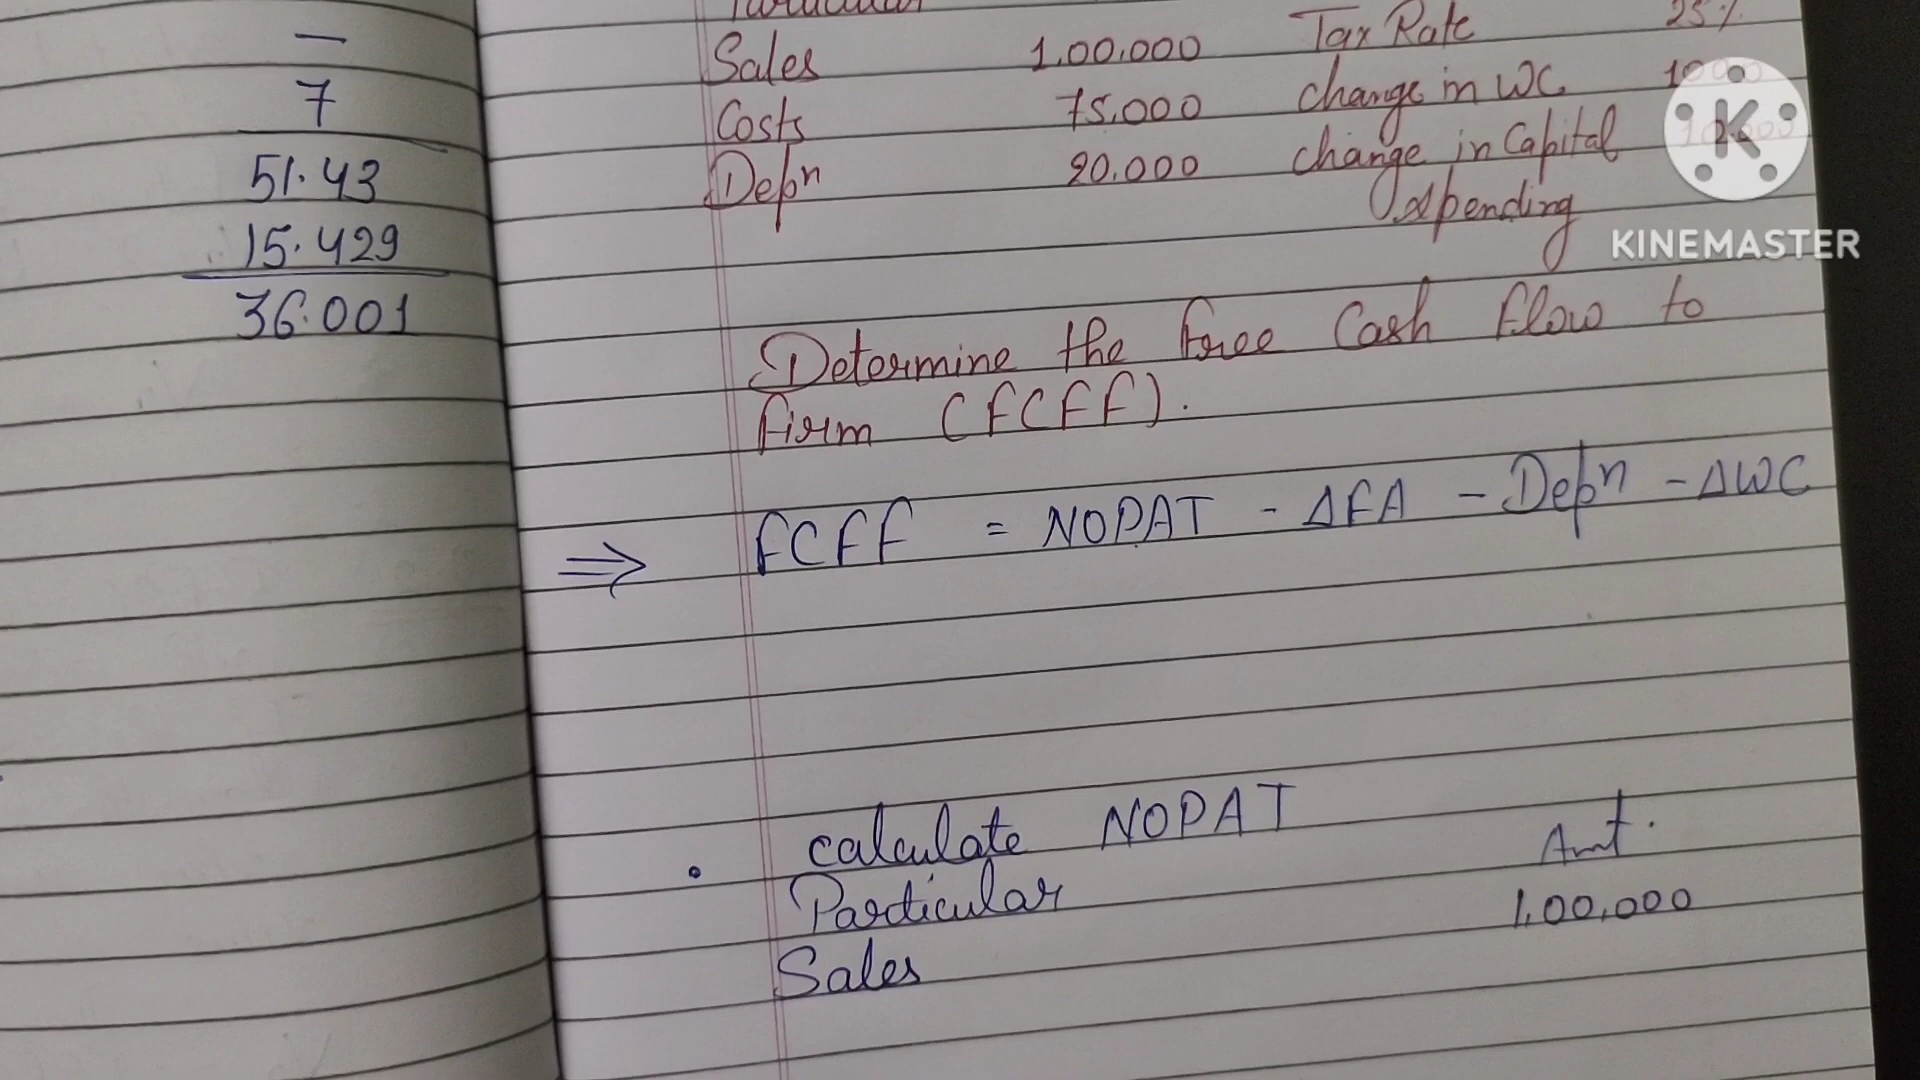 7
51.43
15.429
36.001
Sales 1,00,000 Tax Rate 25%
Costs 75,000 change in WC
Depn 20,000 change in Capital
spending
KINEMASTER
Determine the free Cash flow to
firm (FCFF).
⇒ FCFF = NOPAT - ΔFA - Depn - ΔWC
• calculate NOPAT
Particular Amt.
Sales 1,00,000